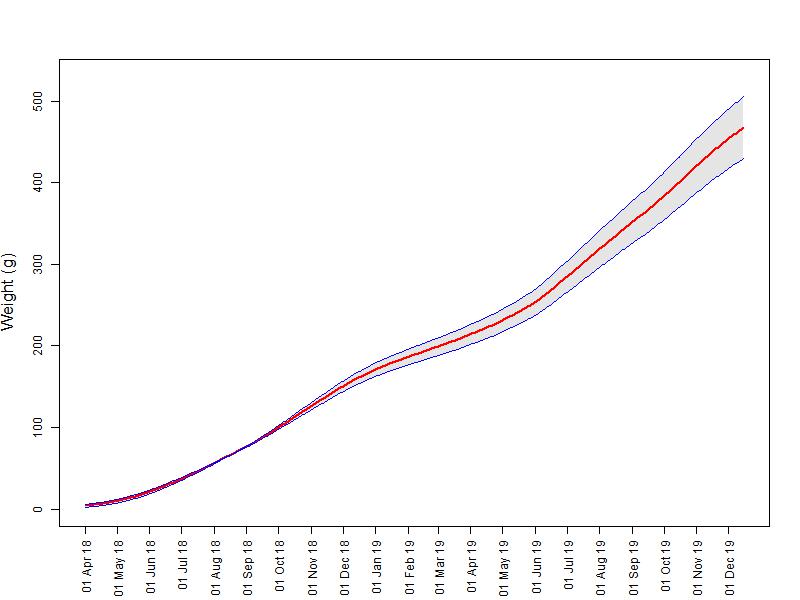 Weight (g)
500
400
300
200
100
0
01 Apr 18
01 May 18
01 Jun 18
01 Jul 18
01 Aug 18
01 Sep 18
01 Oct 18
01 Nov 18
01 Dec 18
01 Jan 19
01 Feb 19
01 Mar 19
01 Apr 19
01 May 19
01 Jun 19
01 Jul 19
01 Aug 19
01 Sep 19
01 Oct 19
01 Nov 19
01 Dec 19